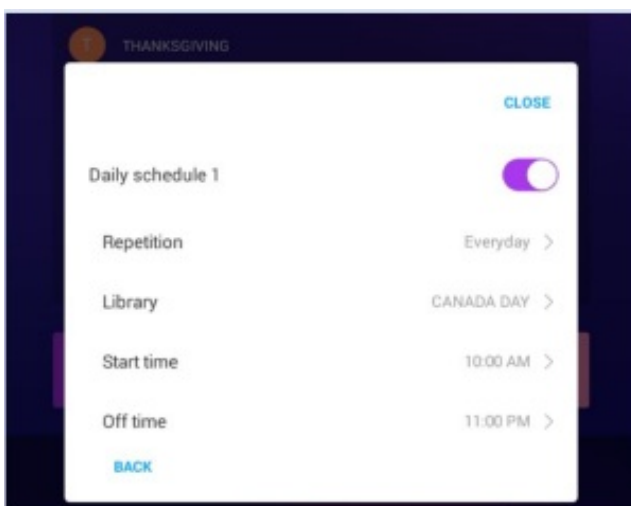 T THANKSGIVING
CLOSE
Daily schedule 1
Repetition Everyday >
Library CANADA DAY >
Start time 10:00 AM >
Off time 11:00 PM >
BACK